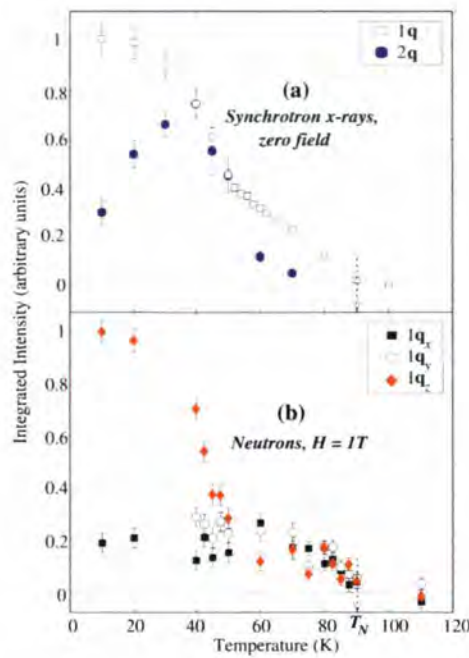 1
0.8
0.6
0.4
0.2
0
1q
2q
(a)
Synchrotron x-rays,
zero field
Integrated Intensity (arbitrary units)
1
0.8
0.6
0.4
0.2
0
1qx
1qy
1qz
(b)
Neutrons, H = 1T
TN
0 20 40 60 80 100 120
Temperature (K)